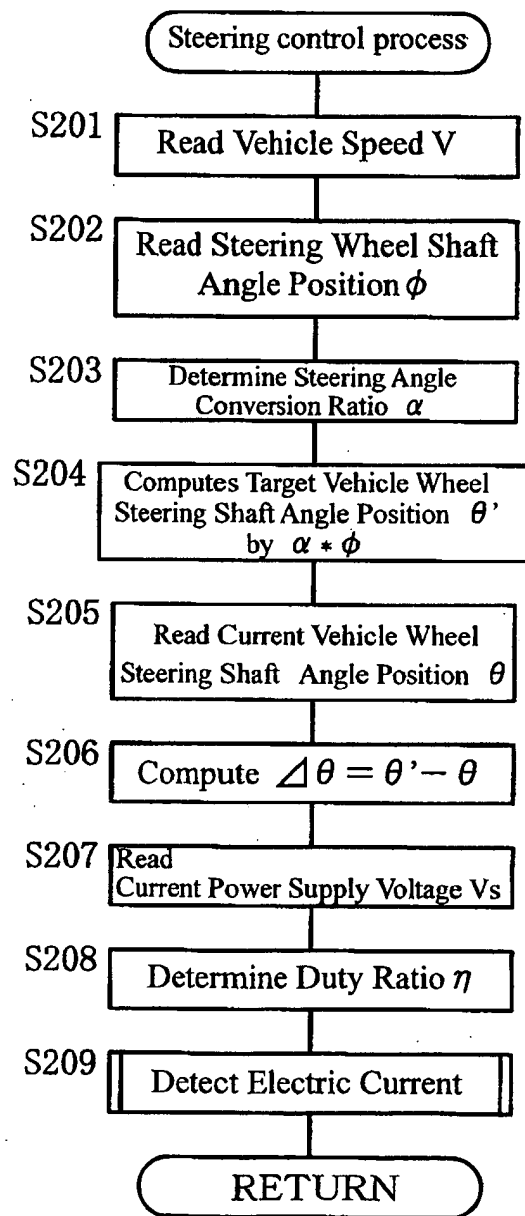 Steering control process
S201
Read Vehicle Speed V
S202
Read Steering Wheel Shaft
Angle Position ϕ
S203
Determine Steering Angle
Conversion Ratio α
S204
Computes Target Vehicle Wheel
Steering Shaft Angle Position θ'
by α * ϕ
S205
Read Current Vehicle Wheel
Steering Shaft Angle Position θ
S206
Compute ⊿θ = θ' − θ
S207
Read
Current Power Supply Voltage Vs
S208
Determine Duty Ratio η
S209
Detect Electric Current
RETURN